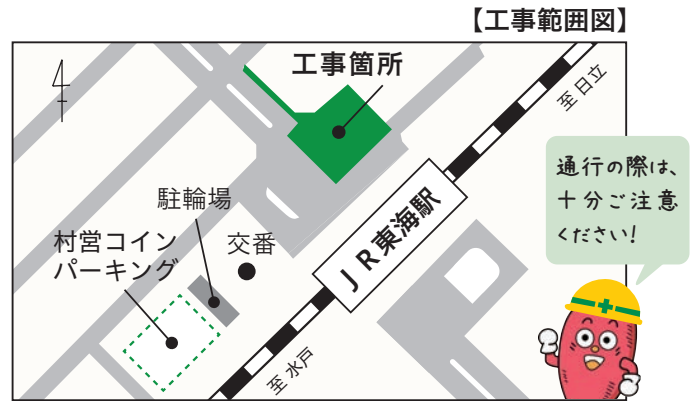 【工事範囲図】
工事箇所
至日立
通行の際は、
十分ご注意
ください!
駐輪場
村営コイン
パーキング
交番
JR東海駅
至水戸